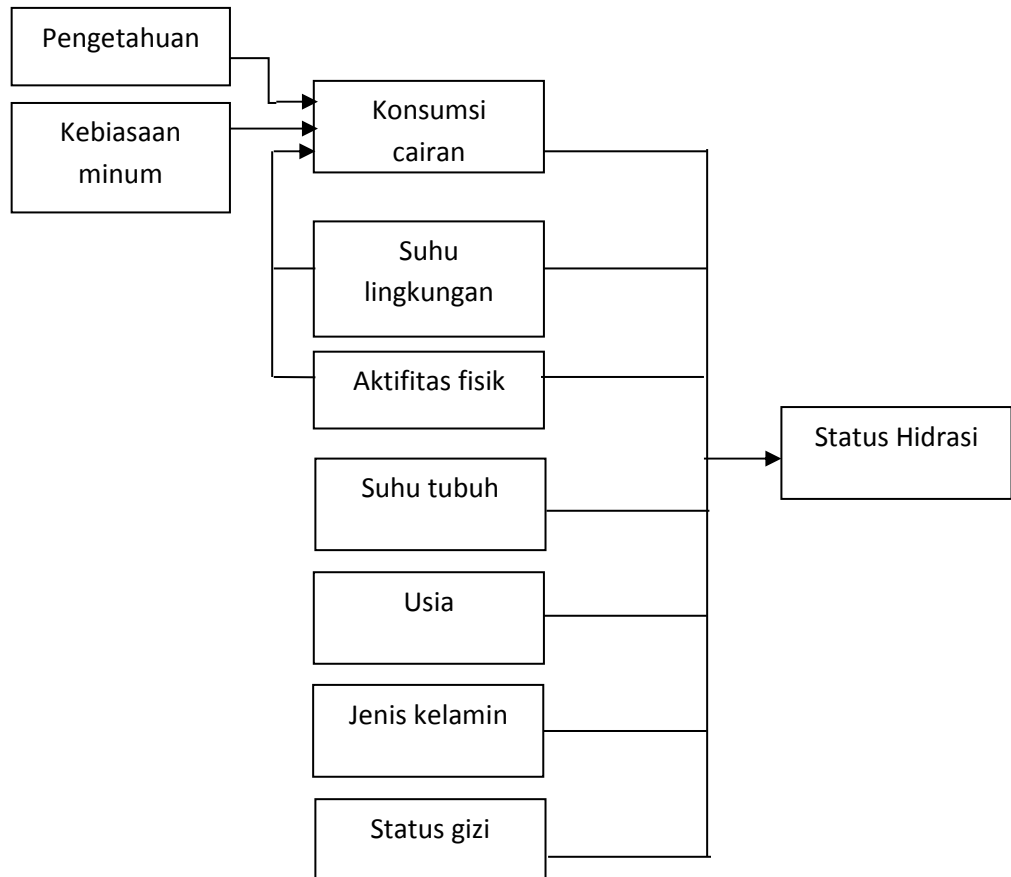 Pengetahuan
Kebiasaan
minum
Konsumsi
cairan
Suhu
lingkungan
Aktifitas fisik
Suhu tubuh
Usia
Jenis kelamin
Status gizi
Status Hidrasi